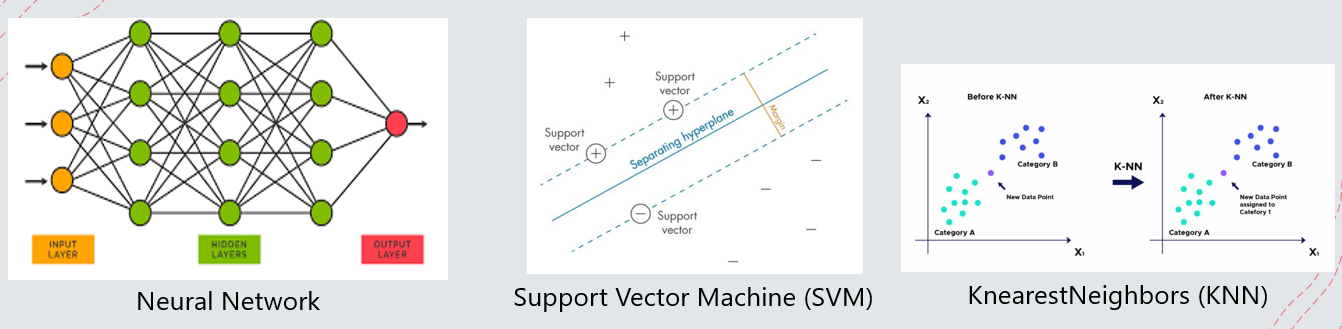 INPUT
LAYER
HIDDEN
LAYERS
OUTPUT
LAYER
Neural Network
Support
vector
Support
vector
Separating hyperplane
Margin
Support
vector
Support Vector Machine (SVM)
Before K-NN
X₂
Category B
New Data Point
Category A
X₁
K-NN
After K-NN
X₂
Category B
New Data Point
assigned to
Catefory 1
Category A
X₁
KnearestNeighbors (KNN)